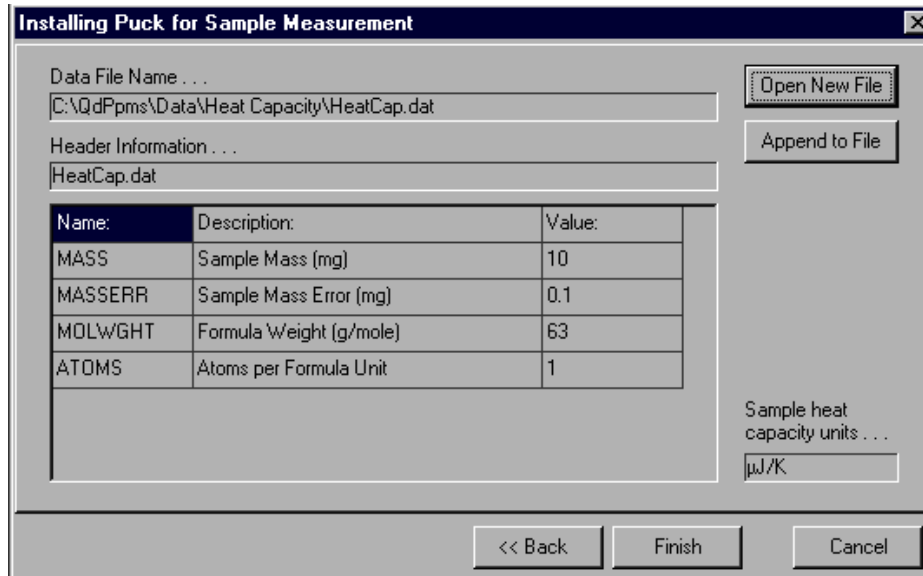 Installing Puck for Sample Measurement
Data File Name . . .
C:\QdPpms\Data\Heat Capacity\HeatCap.dat
Open New File
Header Information . . .
Append to File
HeatCap.dat
Name: Description: Value:
MASS Sample Mass (mg) 10
MASSERR Sample Mass Error (mg) 0.1
MOLWGHT Formula Weight (g/mole) 63
ATOMS Atoms per Formula Unit 1
Sample heat
capacity units . . .
µJ/K
<< Back Finish Cancel